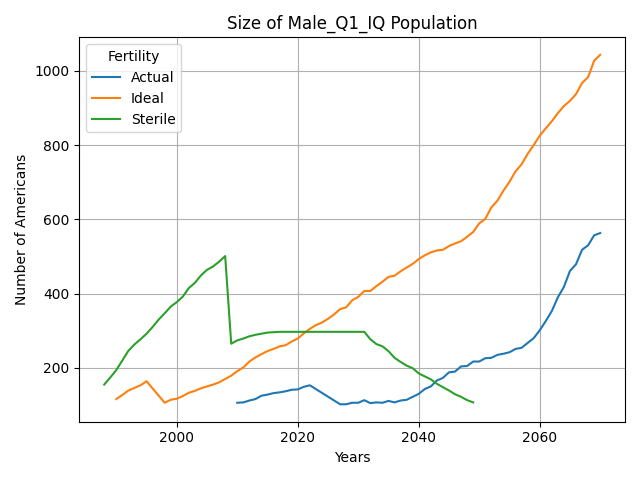 Size of Male_Q1_IQ Population
Fertility
Actual
Ideal
Sterile
Number of Americans
1000
800
600
400
200
2000 2020 2040 2060
Years